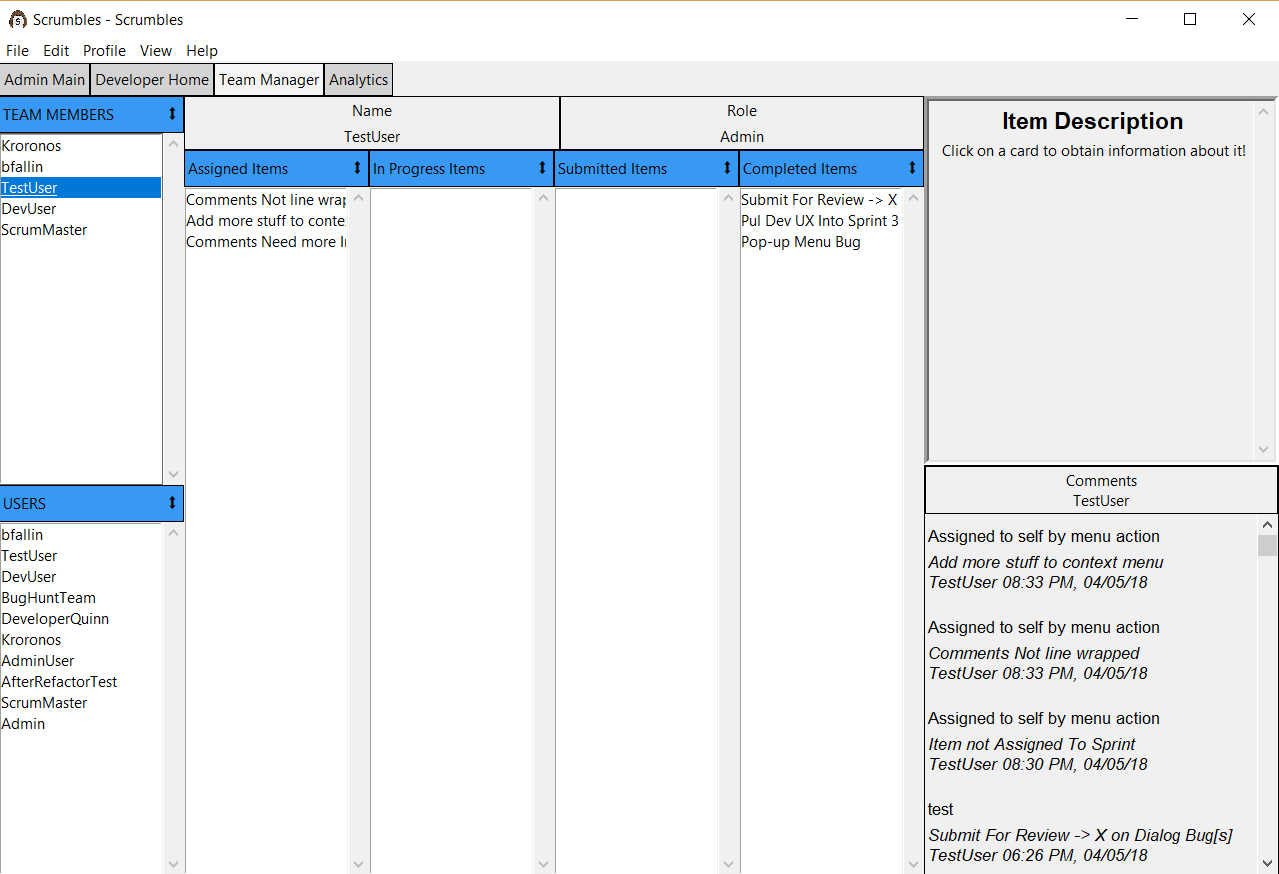 Scrumbles - Scrumbles
File Edit Profile View Help
Admin Main Developer Home Team Manager Analytics
TEAM MEMBERS
Kroronos
bfallin
TestUser
DevUser
ScrumMaster
USERS
bfallin
TestUser
DevUser
BugHuntTeam
DeveloperQuinn
Kroronos
AdminUser
AfterRefactorTest
ScrumMaster
Admin
Name
TestUser
Role
Admin
Assigned Items
Comments Not line wrap
Add more stuff to conte
Comments Need more I
In Progress Items
Submitted Items
Completed Items
Submit For Review -> X
Pul Dev UX Into Sprint 3
Pop-up Menu Bug
Item Description
Click on a card to obtain information about it!
Comments
TestUser
Assigned to self by menu action
Add more stuff to context menu
TestUser 08:33 PM, 04/05/18
Assigned to self by menu action
Comments Not line wrapped
TestUser 08:33 PM, 04/05/18
Assigned to self by menu action
Item not Assigned To Sprint
TestUser 08:30 PM, 04/05/18
test
Submit For Review -> X on Dialog Bug[s]
TestUser 06:26 PM, 04/05/18